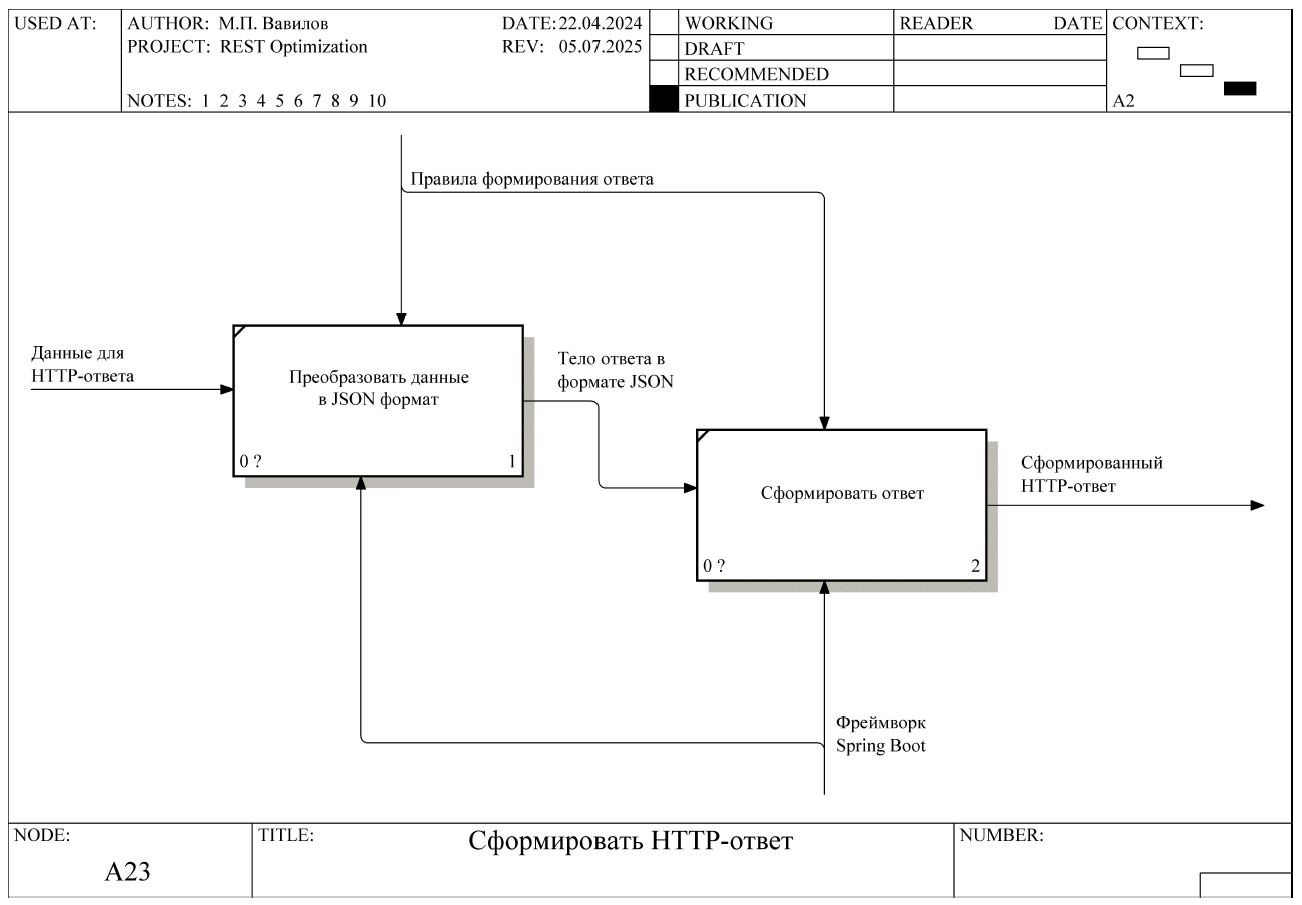 USED AT:
AUTHOR: М.П. Вавилов
DATE: 22.04.2024
PROJECT: REST Optimization
REV: 05.07.2025
NOTES: 1 2 3 4 5 6 7 8 9 10
WORKING
DRAFT
RECOMMENDED
PUBLICATION
READER DATE
CONTEXT:
A2
Правила формирования ответа
Данные для
HTTP-ответа
Преобразовать данные
в JSON формат
0 ? 1
Тело ответа в
формате JSON
Сформировать ответ
0 ? 2
Сформированный
HTTP-ответ
Фреймворк
Spring Boot
NODE:
A23
TITLE:
Сформировать HTTP-ответ
NUMBER: